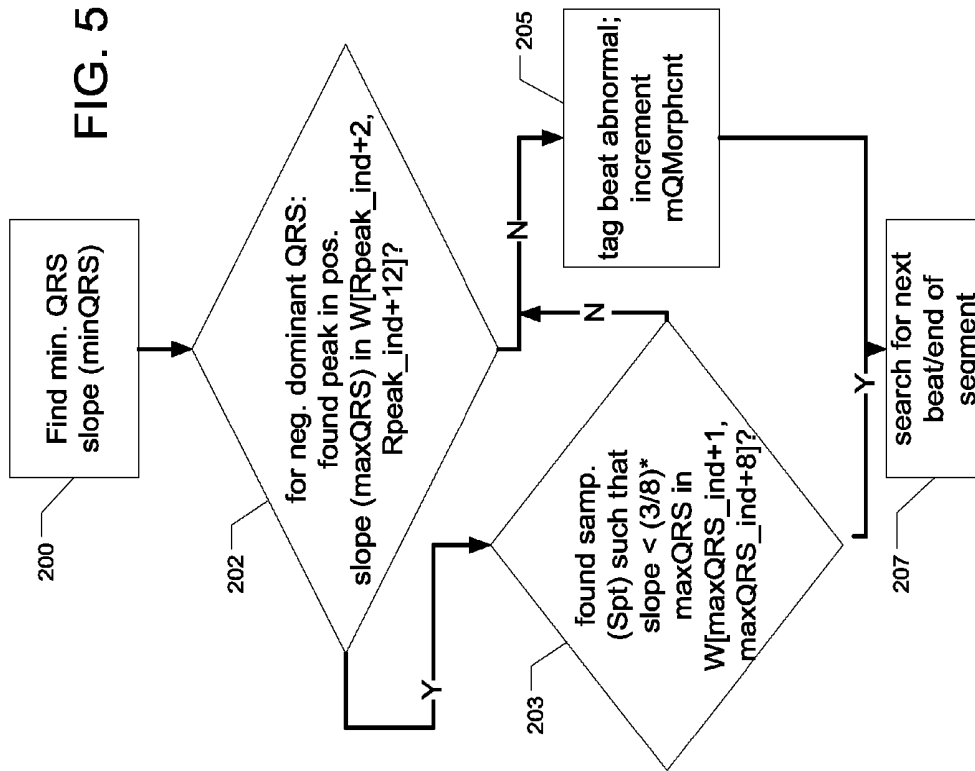 FIG. 5
Find min. QRS
slope (minQRS)
200
for neg. dominant QRS:
found peak in pos.
slope (maxQRS) in W[Rpeak_ind+2,
Rpeak_ind+12]?
202
Y
N
found samp.
(Spt) such that
slope < (3/8)*
maxQRS in
W[maxQRS_ind+1,
maxQRS_ind+8]?
203
N
Y
tag beat abnormal;
increment
mQMorphcnt
205
search for next
beat/end of
segment
207